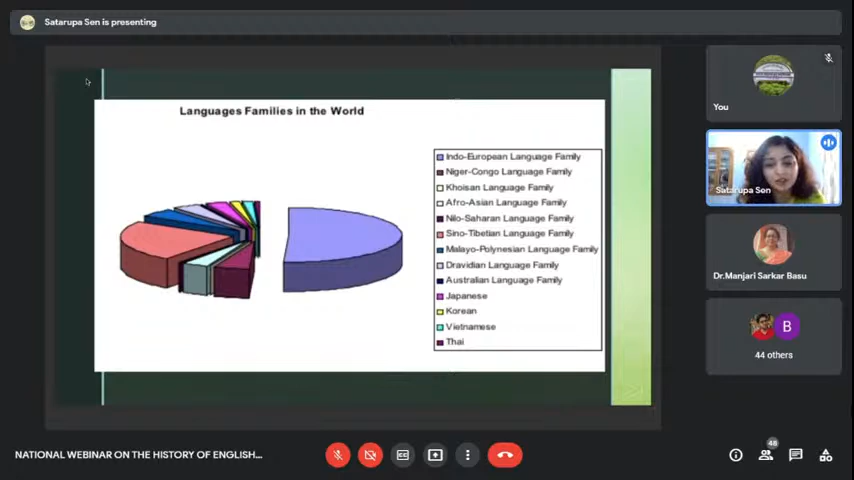 Satarupa Sen is presenting
Languages Families in the World
Indo-European Language Family
Niger-Congo Language Family
Khoisan Language Family
Afro-Asian Language Family
Nilo-Saharan Language Family
Sino-Tibetian Language Family
Malayo-Polynesian Language Family
Dravidian Language Family
Australian Language Family
Japanese
Korean
Vietnamese
Thai
You
Satarupa Sen
Dr.Manjari Sarkar Basu
B
44 others
NATIONAL WEBINAR ON THE HISTORY OF ENGLISH...
48